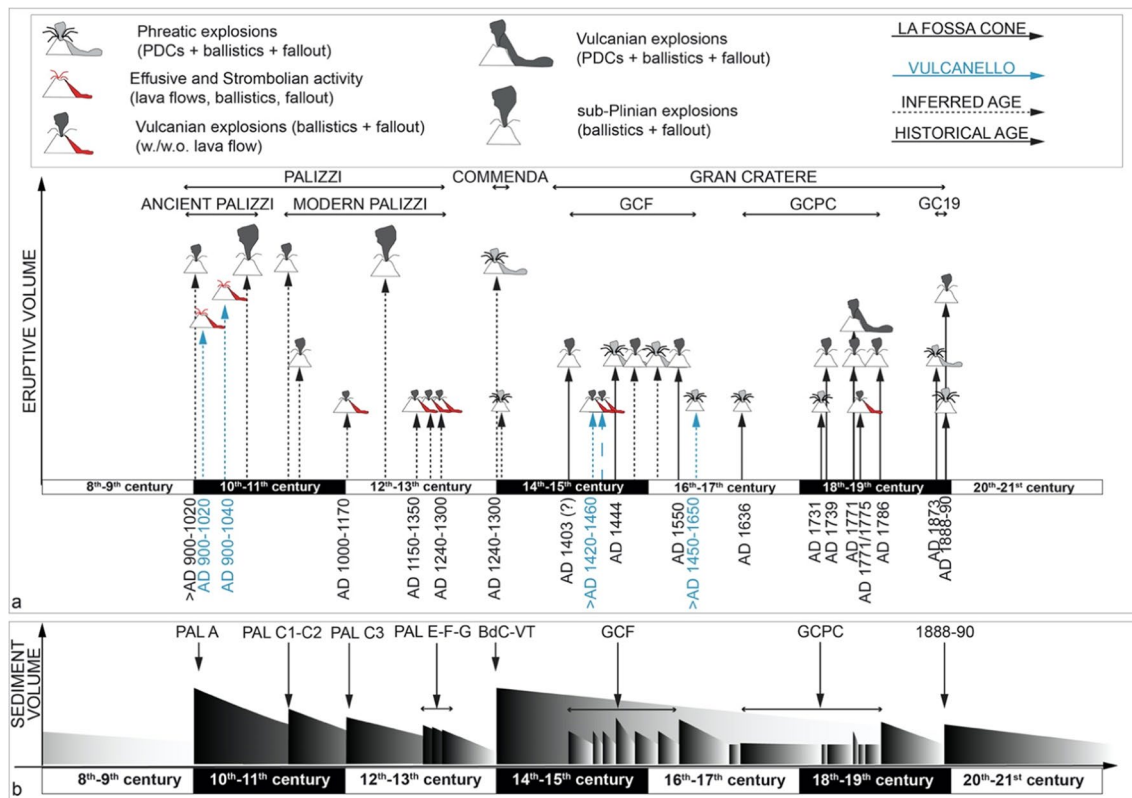 Phreatic explosions
(PDCs + ballistics + fallout)
Effusive and Strombolian activity
(lava flows, ballistics, fallout)
Vulcanian explosions (ballistics + fallout)
(w./w.o. lava flow)
Vulcanian explosions
(PDCs + ballistics + fallout)
sub-Plinian explosions
(ballistics + fallout)
LA FOSSA CONE
VULCANELLO
INFERRED AGE
HISTORICAL AGE
PALIZZI
COMMENDA
GRAN CRATERE
ANCIENT PALIZZI
MODERN PALIZZI
GCF
GCPC
GC19
ERUPTIVE VOLUME
8th-9th century
10th-11th century
12th-13th century
14th-15th century
16th-17th century
18th-19th century
20th-21st century
>AD 900-1020
AD 900-1020
AD 900-1040
AD 1000-1170
AD 1150-1350
AD 1240-1300
AD 1240-1300
AD 1403 (?)
>AD 1420-1460
AD 1444
AD 1550
>AD 1450-1650
AD 1636
AD 1731
AD 1739
AD 1771
AD 1771/1775
AD 1786
AD 1873
AD 1888-90
a
PAL A
PAL C1-C2
PAL C3
PAL E-F-G
BdC-VT
GCF
GCPC
1888-90
SEDIMENT
VOLUME
8th-9th century
10th-11th century
12th-13th century
14th-15th century
16th-17th century
18th-19th century
20th-21st century
b